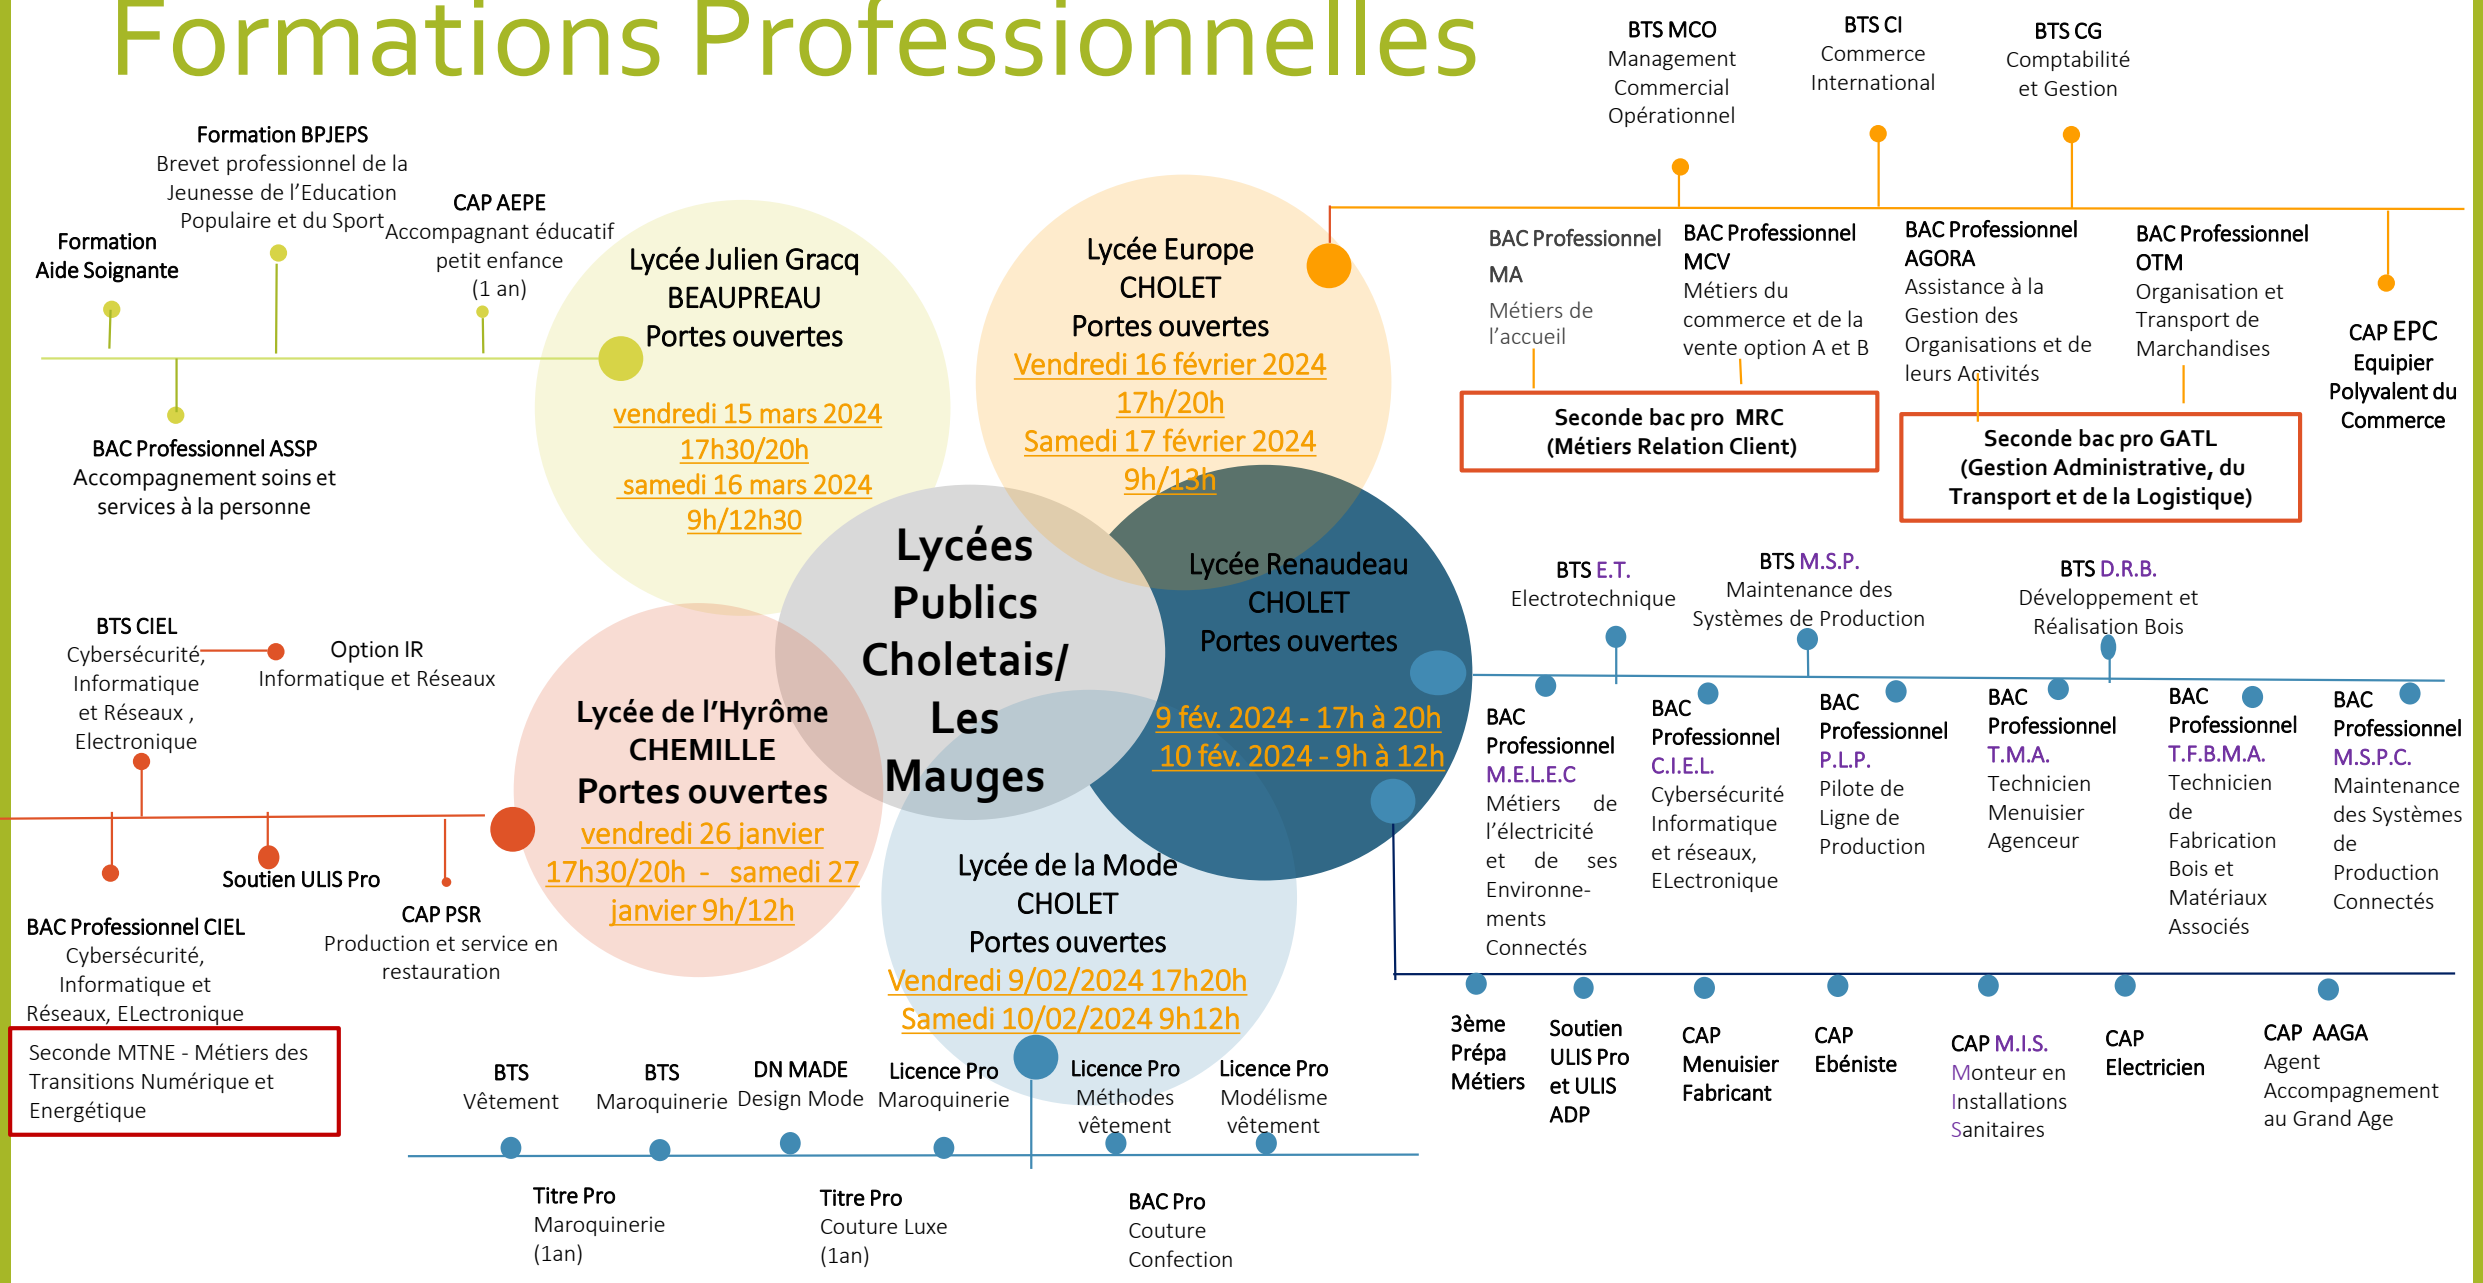 Formations Professionnelles
Formation BPJEPS
Brevet professionnel de la
Jeunesse de l’Education
Populaire et du Sport
CAP AEPE
Accompagnant éducatif
petit enfance
(1 an)
Formation
Aide Soignante
BAC Professionnel ASSP
Accompagnement soins et
services à la personne
Lycée Julien Gracq
BEAUPREAU
Portes ouvertes
vendredi 15 mars 2024
17h30/20h
samedi 16 mars 2024
9h/12h30
Lycée Europe
CHOLET
Portes ouvertes
Vendredi 16 février 2024
17h/20h
Samedi 17 février 2024
9h/13h
BTS MCO
Management
Commercial
Opérationnel
BTS CI
Commerce
International
BTS CG
Comptabilité
et Gestion
BAC Professionnel
MA
Métiers de
l’accueil
BAC Professionnel
MCV
Métiers du
commerce et de la
vente option A et B
BAC Professionnel
AGORA
Assistance à la
Gestion des
Organisations et de
leurs Activités
BAC Professionnel
OTM
Organisation et
Transport de
Marchandises
CAP EPC
Equipier
Polyvalent du
Commerce
Seconde bac pro MRC
(Métiers Relation Client)
Seconde bac pro GATL
(Gestion Administrative, du
Transport et de la Logistique)
Lycées
Publics
Choletais/
Les
Mauges
Lycée Renaudeau
CHOLET
Portes ouvertes
9 fév. 2024 - 17h à 20h
10 fév. 2024 - 9h à 12h
BTS E.T.
Electrotechnique
BTS M.S.P.
Maintenance des
Systèmes de Production
BTS D.R.B.
Développement et
Réalisation Bois
BAC
Professionnel
M.E.L.E.C
Métiers de
l’électricité
et de ses
Environne-
ments
Connectés
BAC
Professionnel
C.I.E.L.
Cybersécurité
Informatique
et réseaux,
ELectronique
BAC
Professionnel
P.L.P.
Pilote de
Ligne de
Production
BAC
Professionnel
T.M.A.
Technicien
Menuisier
Agenceur
BAC
Professionnel
T.F.B.M.A.
Technicien
de
Fabrication
Bois et
Matériaux
Associés
BAC
Professionnel
M.S.P.C.
Maintenance
des Systèmes
de
Production
Connectés
3ème
Prépa
Métiers
Soutien
ULIS Pro
et ULIS
ADP
CAP
Menuisier
Fabricant
CAP
Ebéniste
CAP M.I.S.
Monteur en
Installations
Sanitaires
CAP
Electricien
CAP AAGA
Agent
Accompagnement
au Grand Age
BTS CIEL
Cybersécurité,
Informatique
et Réseaux ,
Electronique
Option IR
Informatique et Réseaux
Lycée de l’Hyrôme
CHEMILLE
Portes ouvertes
vendredi 26 janvier
17h30/20h - samedi 27
janvier 9h/12h
Soutien ULIS Pro
CAP PSR
Production et service en
restauration
BAC Professionnel CIEL
Cybersécurité,
Informatique et
Réseaux, ELectronique
Seconde MTNE - Métiers des
Transitions Numérique et
Energétique
Lycée de la Mode
CHOLET
Portes ouvertes
Vendredi 9/02/2024 17h20h
Samedi 10/02/2024 9h12h
BTS
Vêtement
BTS
Maroquinerie
DN MADE
Design Mode
Licence Pro
Maroquinerie
Licence Pro
Méthodes
vêtement
Licence Pro
Modélisme
vêtement
Titre Pro
Maroquinerie
(1an)
Titre Pro
Couture Luxe
(1an)
BAC Pro
Couture
Confection